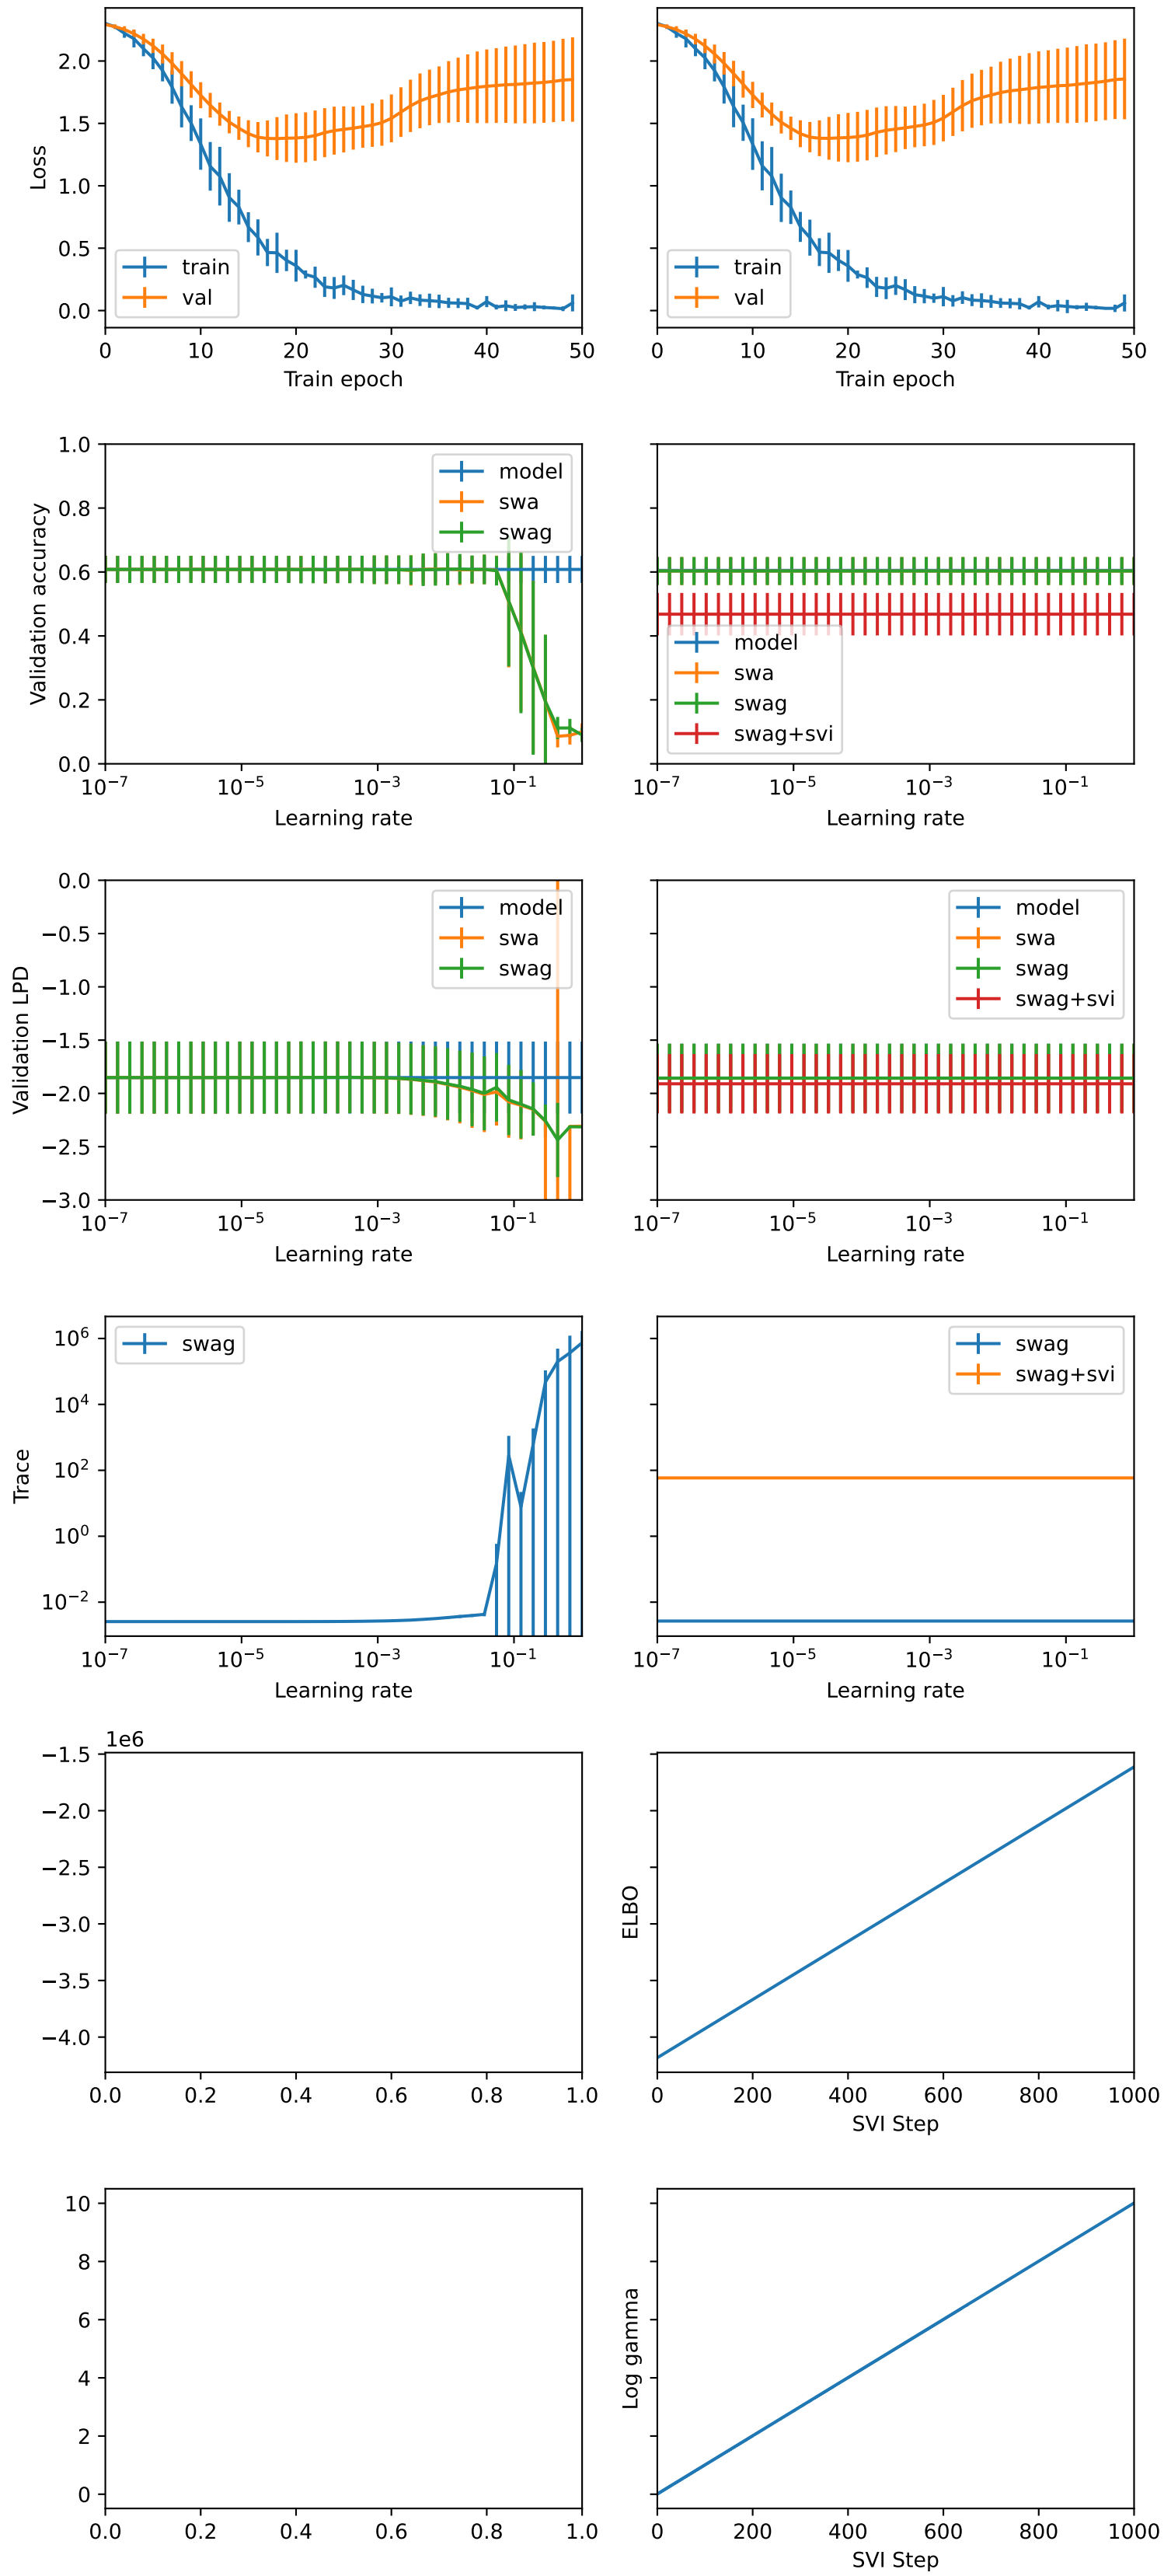 2.0
1.5
1.0
0.5
0.0
Loss
train
val
0 10 20 30 40 50
Train epoch
train
val
0 10 20 30 40 50
Train epoch
1.0
0.8
0.6
0.4
0.2
0.0
Validation accuracy
model
swa
swag
10⁻⁷ 10⁻⁵ 10⁻³ 10⁻¹
Learning rate
model
swa
swag
swag+svi
10⁻⁷ 10⁻⁵ 10⁻³ 10⁻¹
Learning rate
0.0
−0.5
−1.0
−1.5
−2.0
−2.5
−3.0
Validation LPD
model
swa
swag
10⁻⁷ 10⁻⁵ 10⁻³ 10⁻¹
Learning rate
model
swa
swag
swag+svi
10⁻⁷ 10⁻⁵ 10⁻³ 10⁻¹
Learning rate
10⁶
10⁴
10²
10⁰
10⁻²
Trace
swag
10⁻⁷ 10⁻⁵ 10⁻³ 10⁻¹
Learning rate
swag
swag+svi
10⁻⁷ 10⁻⁵ 10⁻³ 10⁻¹
Learning rate
1e6
−1.5
−2.0
−2.5
−3.0
−3.5
−4.0
0.0 0.2 0.4 0.6 0.8 1.0
ELBO
0 200 400 600 800 1000
SVI Step
10
8
6
4
2
0
0.0 0.2 0.4 0.6 0.8 1.0
Log gamma
0 200 400 600 800 1000
SVI Step